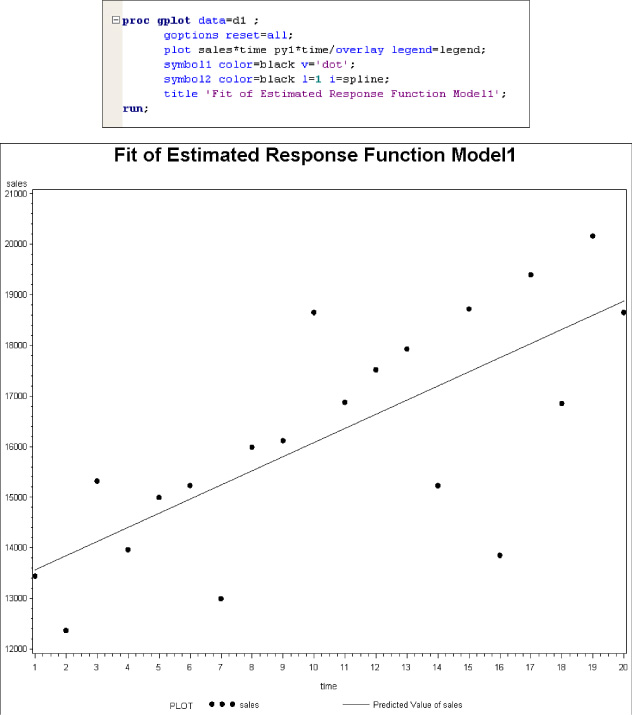 proc gplot data=d1 ;
goptions reset=all;
plot sales*time py1*time/overlay legend=legend;
symbol1 color=black v='dot';
symbol2 color=black l=1 i=spline;
title 'Fit of Estimated Response Function Model1';
run;
Fit of Estimated Response Function Model1
sales
21000
20000
19000
18000
17000
16000
15000
14000
13000
12000
1 2 3 4 5 6 7 8 9 10 11 12 13 14 15 16 17 18 19 20
time
PLOT sales Predicted Value of sales